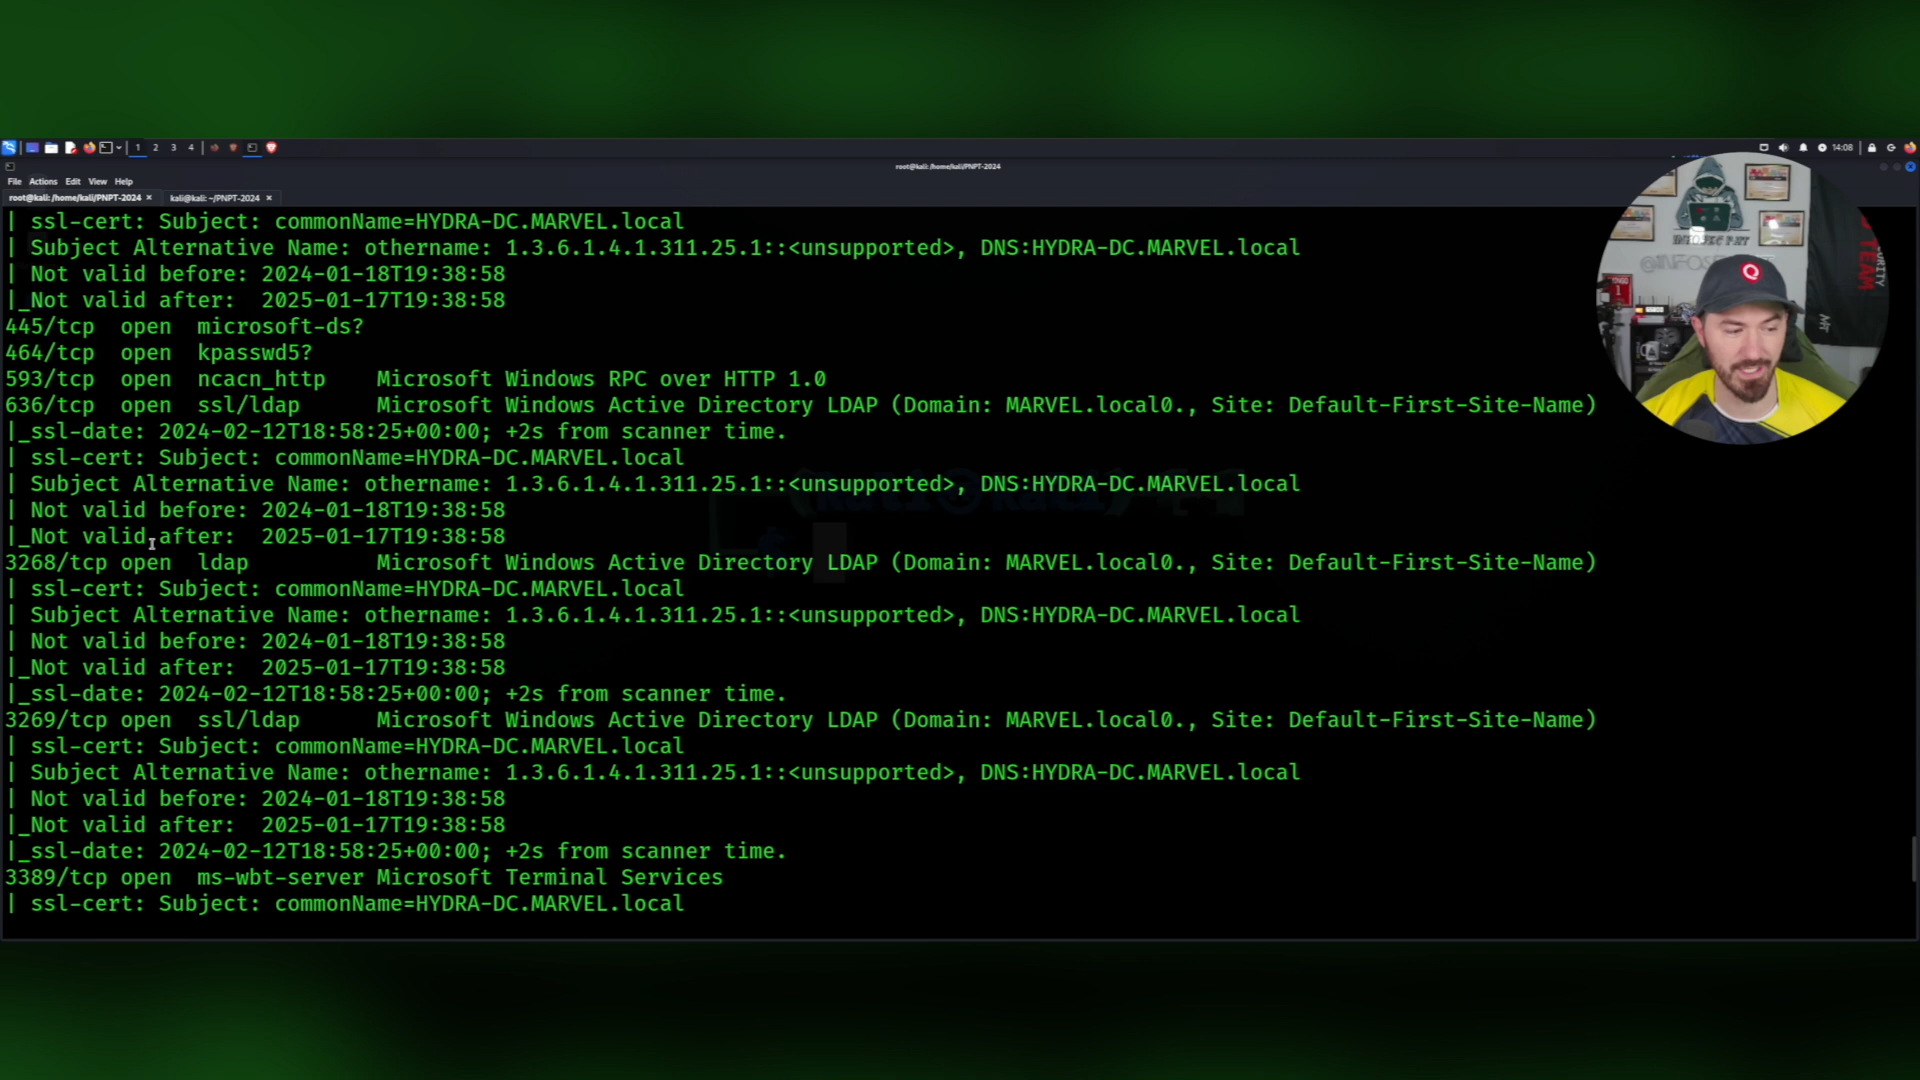 1 2 3 4
14:08
root@kali: /home/kali/PNPT-2024
File Actions Edit View Help
root@kali: /home/kali/PNPT-2024 × kali@kali: ~/PNPT-2024 ×
| ssl-cert: Subject: commonName=HYDRA-DC.MARVEL.local
| Subject Alternative Name: othername: 1.3.6.1.4.1.311.25.1::<unsupported>, DNS:HYDRA-DC.MARVEL.local
| Not valid before: 2024-01-18T19:38:58
|_Not valid after:  2025-01-17T19:38:58
445/tcp  open  microsoft-ds?
464/tcp  open  kpasswd5?
593/tcp  open  ncacn_http    Microsoft Windows RPC over HTTP 1.0
636/tcp  open  ssl/ldap      Microsoft Windows Active Directory LDAP (Domain: MARVEL.local0., Site: Default-First-Site-Name)
|_ssl-date: 2024-02-12T18:58:25+00:00; +2s from scanner time.
| ssl-cert: Subject: commonName=HYDRA-DC.MARVEL.local
| Subject Alternative Name: othername: 1.3.6.1.4.1.311.25.1::<unsupported>, DNS:HYDRA-DC.MARVEL.local
| Not valid before: 2024-01-18T19:38:58
|_Not valid after:  2025-01-17T19:38:58
3268/tcp open  ldap          Microsoft Windows Active Directory LDAP (Domain: MARVEL.local0., Site: Default-First-Site-Name)
| ssl-cert: Subject: commonName=HYDRA-DC.MARVEL.local
| Subject Alternative Name: othername: 1.3.6.1.4.1.311.25.1::<unsupported>, DNS:HYDRA-DC.MARVEL.local
| Not valid before: 2024-01-18T19:38:58
|_Not valid after:  2025-01-17T19:38:58
|_ssl-date: 2024-02-12T18:58:25+00:00; +2s from scanner time.
3269/tcp open  ssl/ldap      Microsoft Windows Active Directory LDAP (Domain: MARVEL.local0., Site: Default-First-Site-Name)
| ssl-cert: Subject: commonName=HYDRA-DC.MARVEL.local
| Subject Alternative Name: othername: 1.3.6.1.4.1.311.25.1::<unsupported>, DNS:HYDRA-DC.MARVEL.local
| Not valid before: 2024-01-18T19:38:58
|_Not valid after:  2025-01-17T19:38:58
|_ssl-date: 2024-02-12T18:58:25+00:00; +2s from scanner time.
3389/tcp open  ms-wbt-server Microsoft Terminal Services
| ssl-cert: Subject: commonName=HYDRA-DC.MARVEL.local
INFOSEC PAT
TEAM